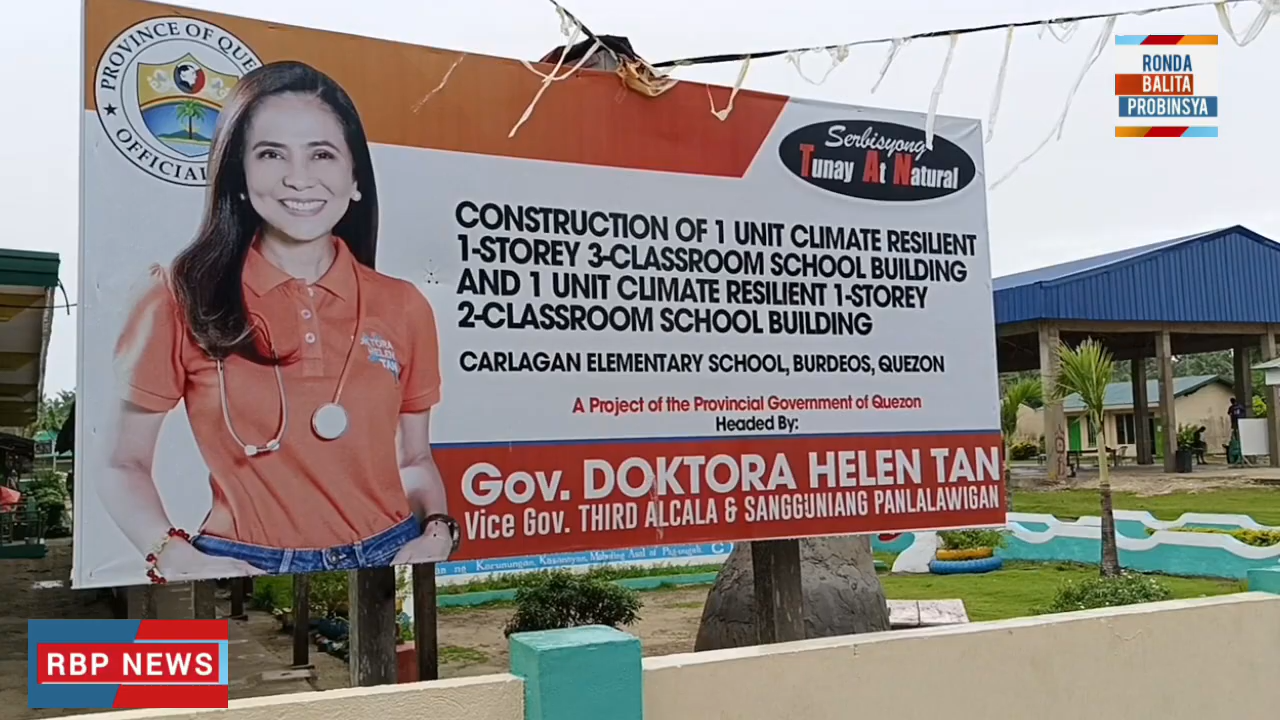 PROVINCE OF QUE
OFFICIAL
RONDA
BALITA
PROBINSYA
Serbisyong
Tunay At Natural
CONSTRUCTION OF 1 UNIT CLIMATE RESILIENT
1-STOREY 3-CLASSROOM SCHOOL BUILDING
AND 1 UNIT CLIMATE RESILIENT 1-STOREY
2-CLASSROOM SCHOOL BUILDING
CARLAGAN ELEMENTARY SCHOOL, BURDEOS, QUEZON
A Project of the Provincial Government of Quezon
Headed By:
DOKTORA
HELEN
TAN
Gov. DOKTORA HELEN TAN
Vice Gov. THIRD ALCALA & SANGGUNIANG PANLALAWIGAN
RBP NEWS